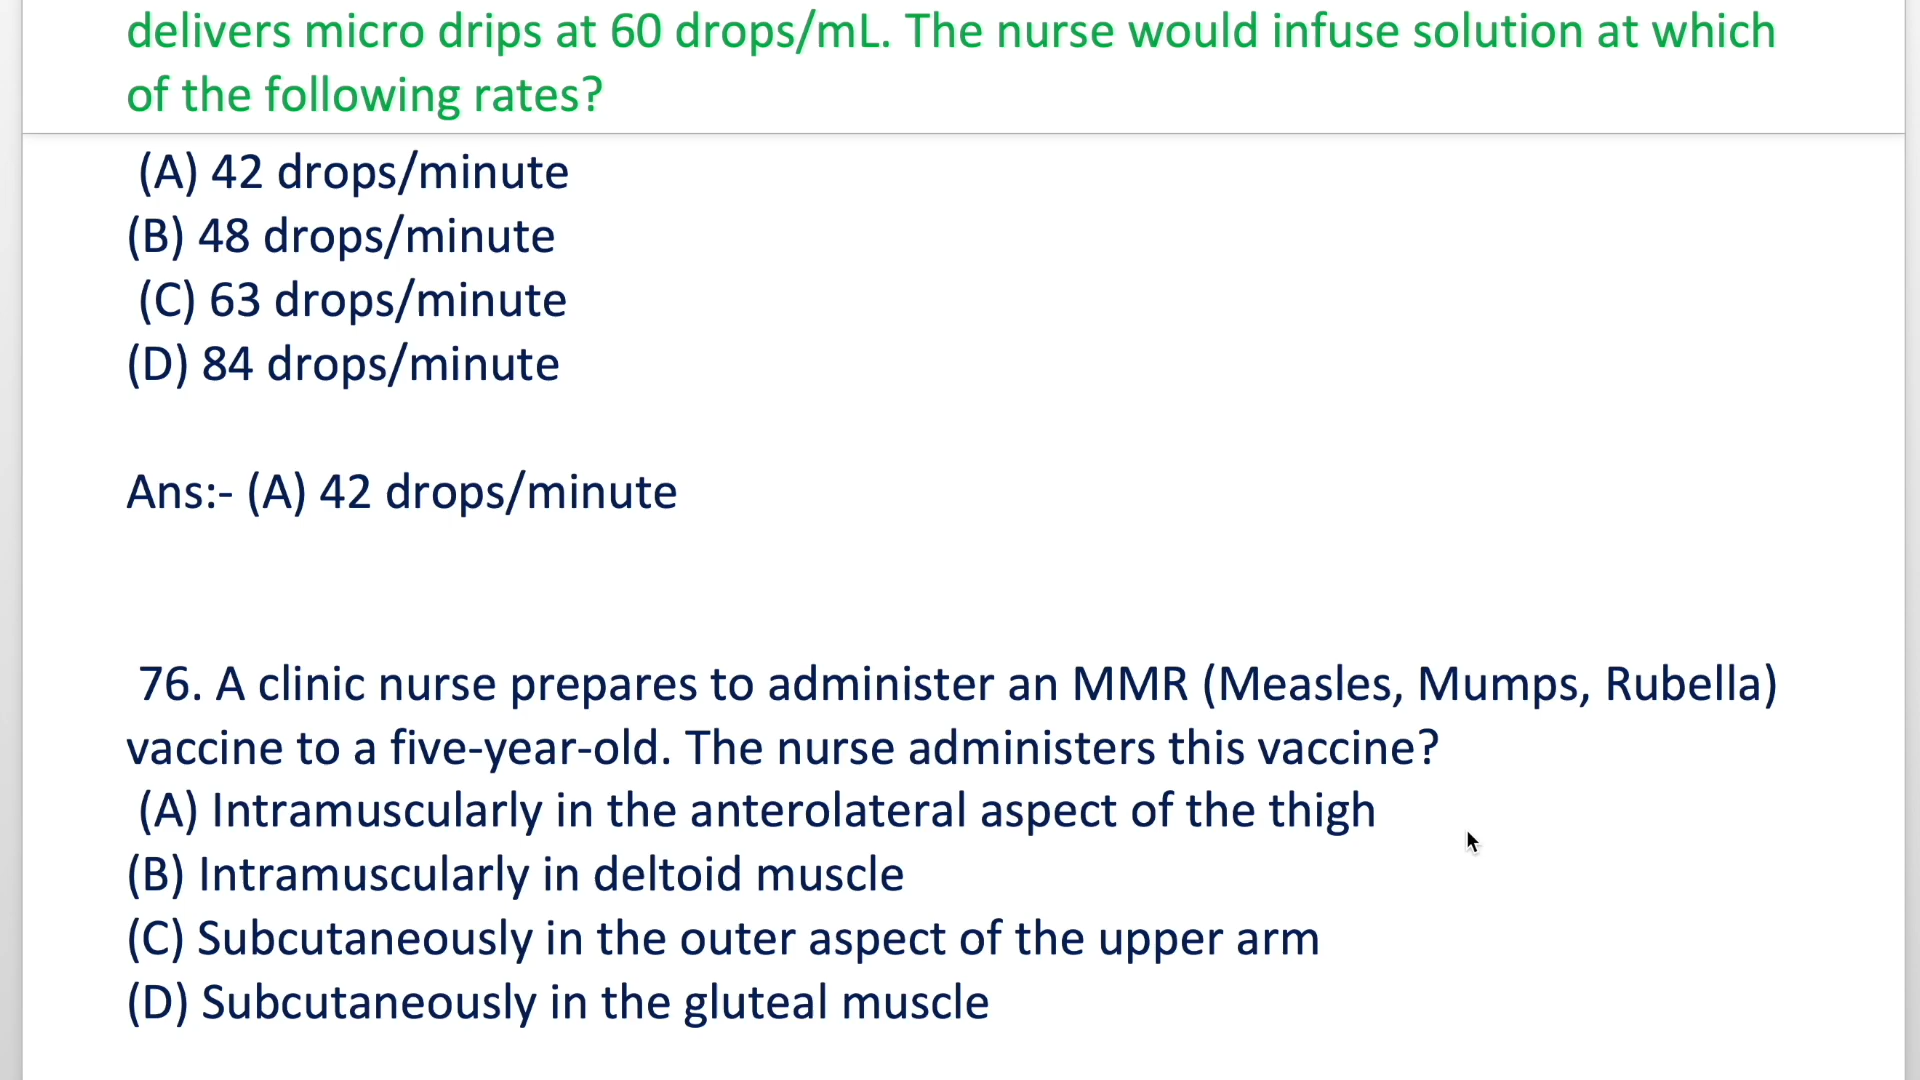 delivers micro drips at 60 drops/mL. The nurse would infuse solution at which
of the following rates?
(A) 42 drops/minute
(B) 48 drops/minute
(C) 63 drops/minute
(D) 84 drops/minute
Ans:- (A) 42 drops/minute
76. A clinic nurse prepares to administer an MMR (Measles, Mumps, Rubella)
vaccine to a five-year-old. The nurse administers this vaccine?
(A) Intramuscularly in the anterolateral aspect of the thigh
(B) Intramuscularly in deltoid muscle
(C) Subcutaneously in the outer aspect of the upper arm
(D) Subcutaneously in the gluteal muscle